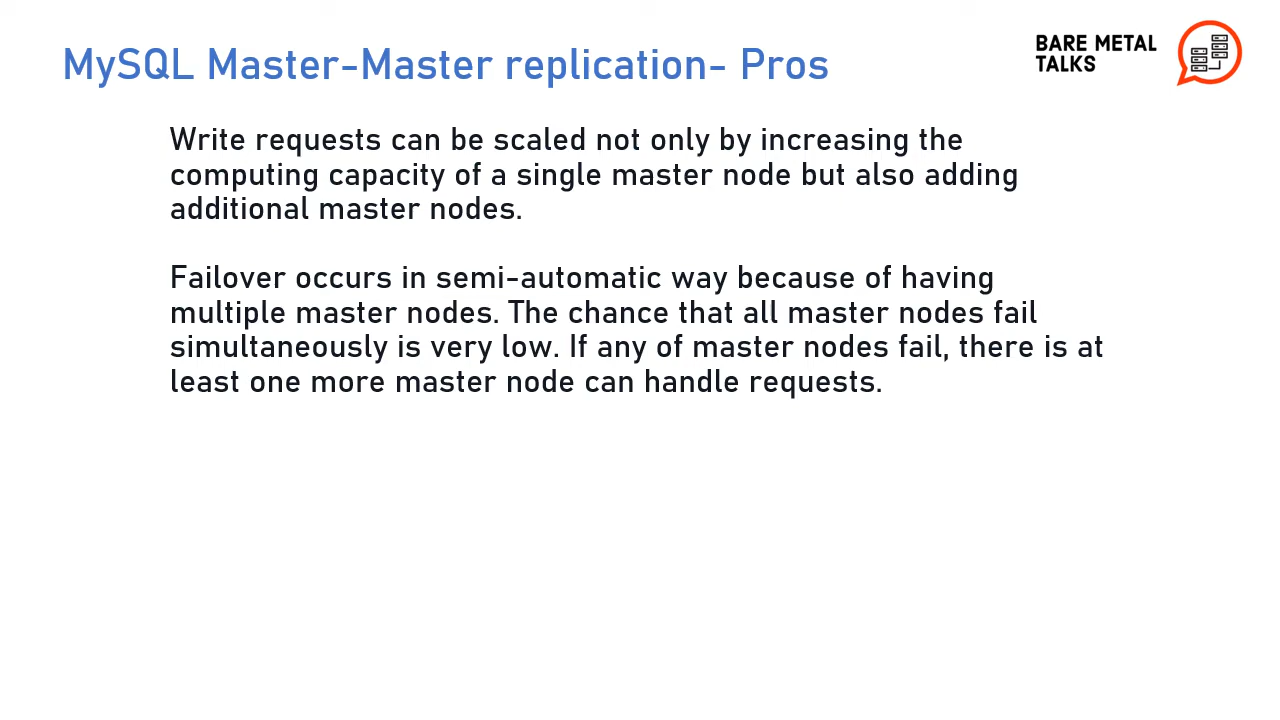 MySQL Master-Master replication- Pros
BARE METAL
TALKS
Write requests can be scaled not only by increasing the
computing capacity of a single master node but also adding
additional master nodes.
Failover occurs in semi-automatic way because of having
multiple master nodes. The chance that all master nodes fail
simultaneously is very low. If any of master nodes fail, there is at
least one more master node can handle requests.